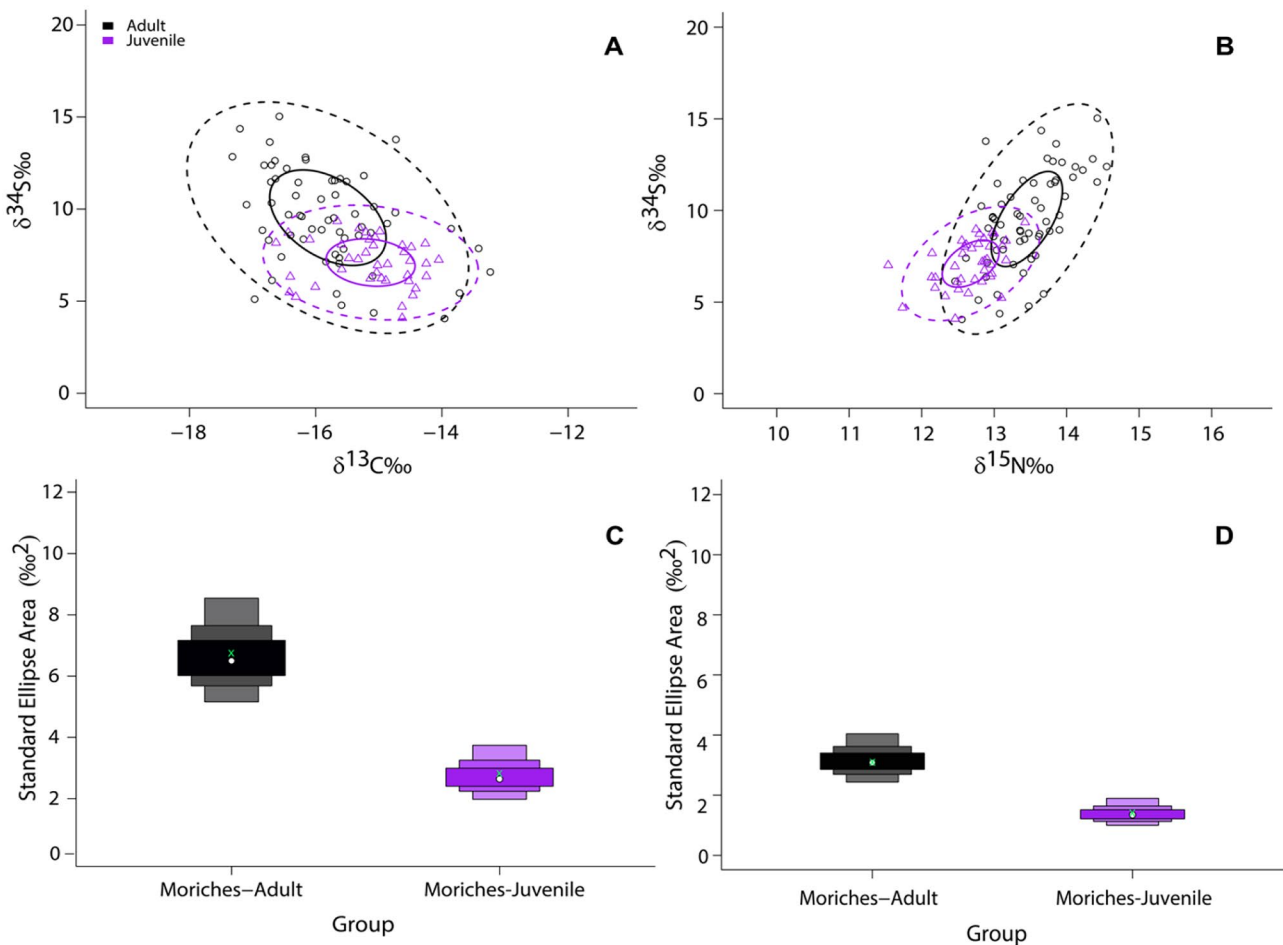 Adult
Juvenile
A
20
15
10
5
0
δ34S‰
−18
−16
−14
−12
δ13C‰
B
20
15
10
5
0
δ34S‰
10
11
12
13
14
15
16
δ15N‰
C
12
10
8
6
4
2
0
Standard Ellipse Area (‰2)
Moriches−Adult
Moriches-Juvenile
Group
D
12
10
8
6
4
2
0
Standard Ellipse Area (‰2)
Moriches−Adult
Moriches-Juvenile
Group